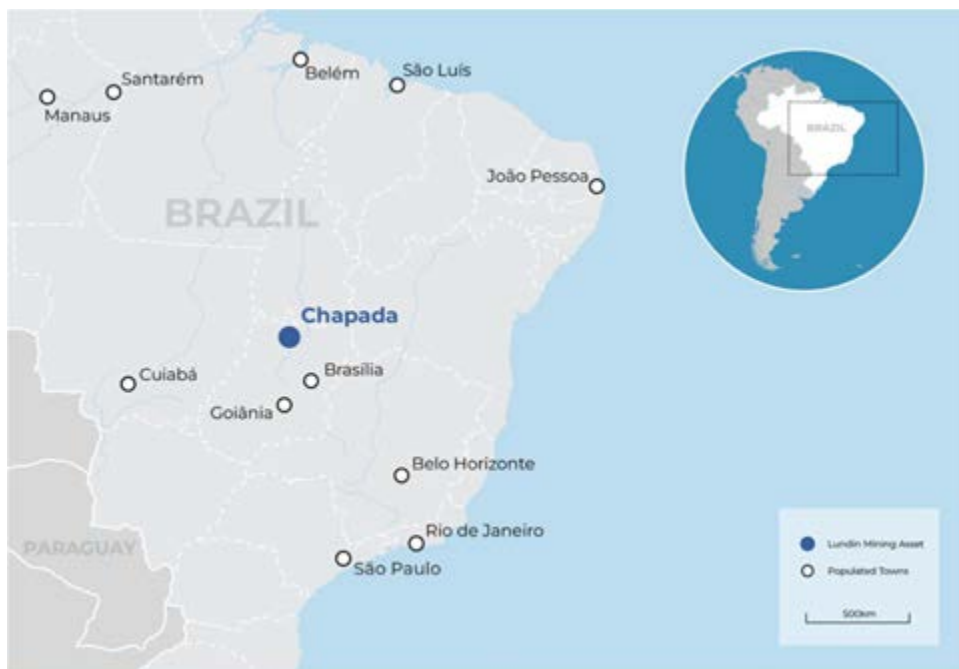 Belém
São Luís
Santarém
Manaus
BRAZIL
João Pessoa
BRAZIL
Chapada
Cuiabá
Brasília
Goiânia
Belo Horizonte
Rio de Janeiro
São Paulo
PARAGUAY
Lundin Mining Asset
Populated Towns
500km